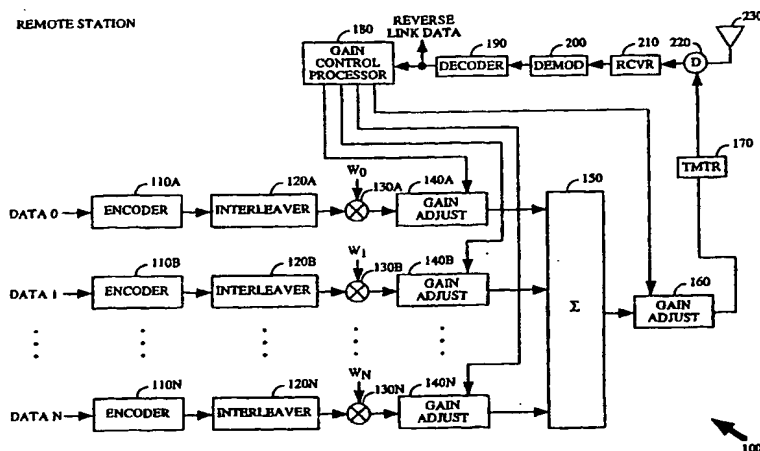 REMOTE STATION
REVERSE
LINK DATA
180
GAIN
CONTROL
PROCESSOR
190
DECODER
200
DEMOD
210
RCVR
220
D
230
170
TMTR
110A
120A
W0
130A
140A
150
DATA 0
ENCODER
INTERLEAVER
GAIN
ADJUST
110B
120B
W1
130B
140B
DATA 1
ENCODER
INTERLEAVER
GAIN
ADJUST
Σ
160
GAIN
ADJUST
110N
120N
WN
130N
140N
DATA N
ENCODER
INTERLEAVER
GAIN
ADJUST
100